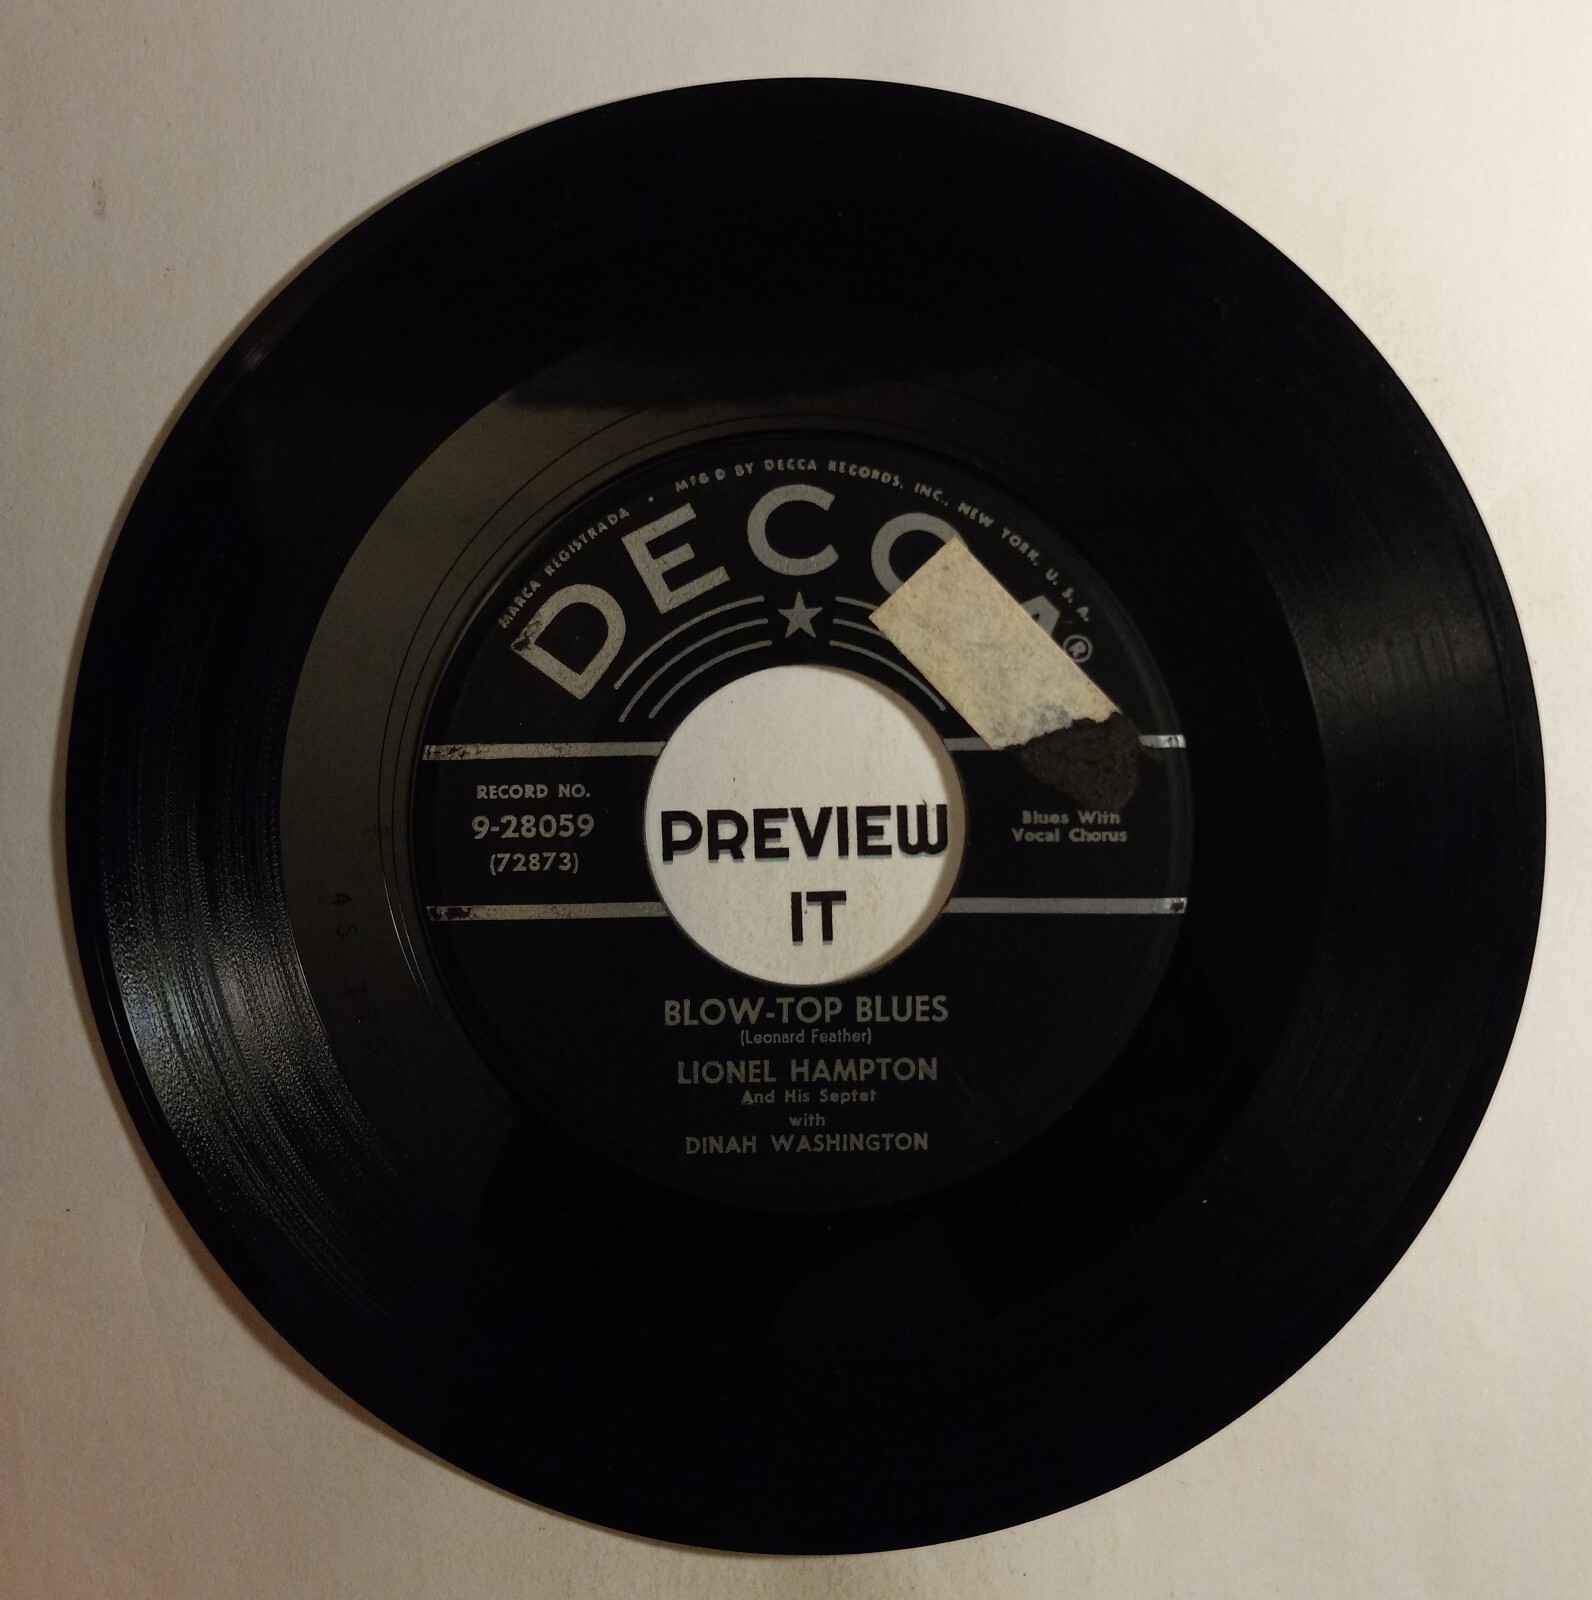 MARCA REGISTRADA • MFG'D BY DECCA RECORDS, INC., NEW YORK, U. S. A.
DECCA®
RECORD NO.
9-28059
(72873)
Blues With
Vocal Chorus
PREVIEW
IT
BLOW-TOP BLUES
(Leonard Feather)
LIONEL HAMPTON
And His Septet
with
DINAH WASHINGTON